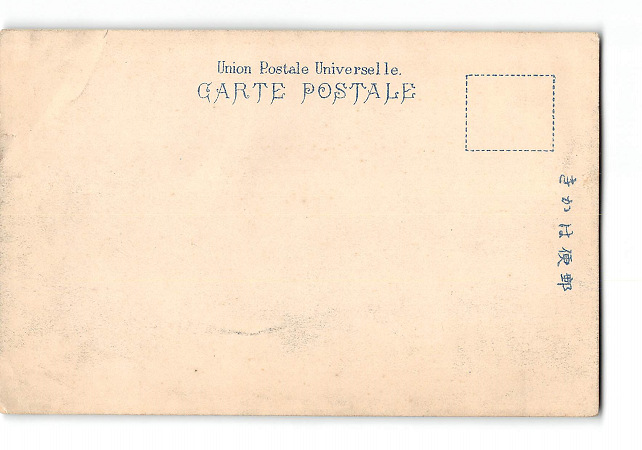 Union Postale Universelle.
CARTE POSTALE
きかは便郵